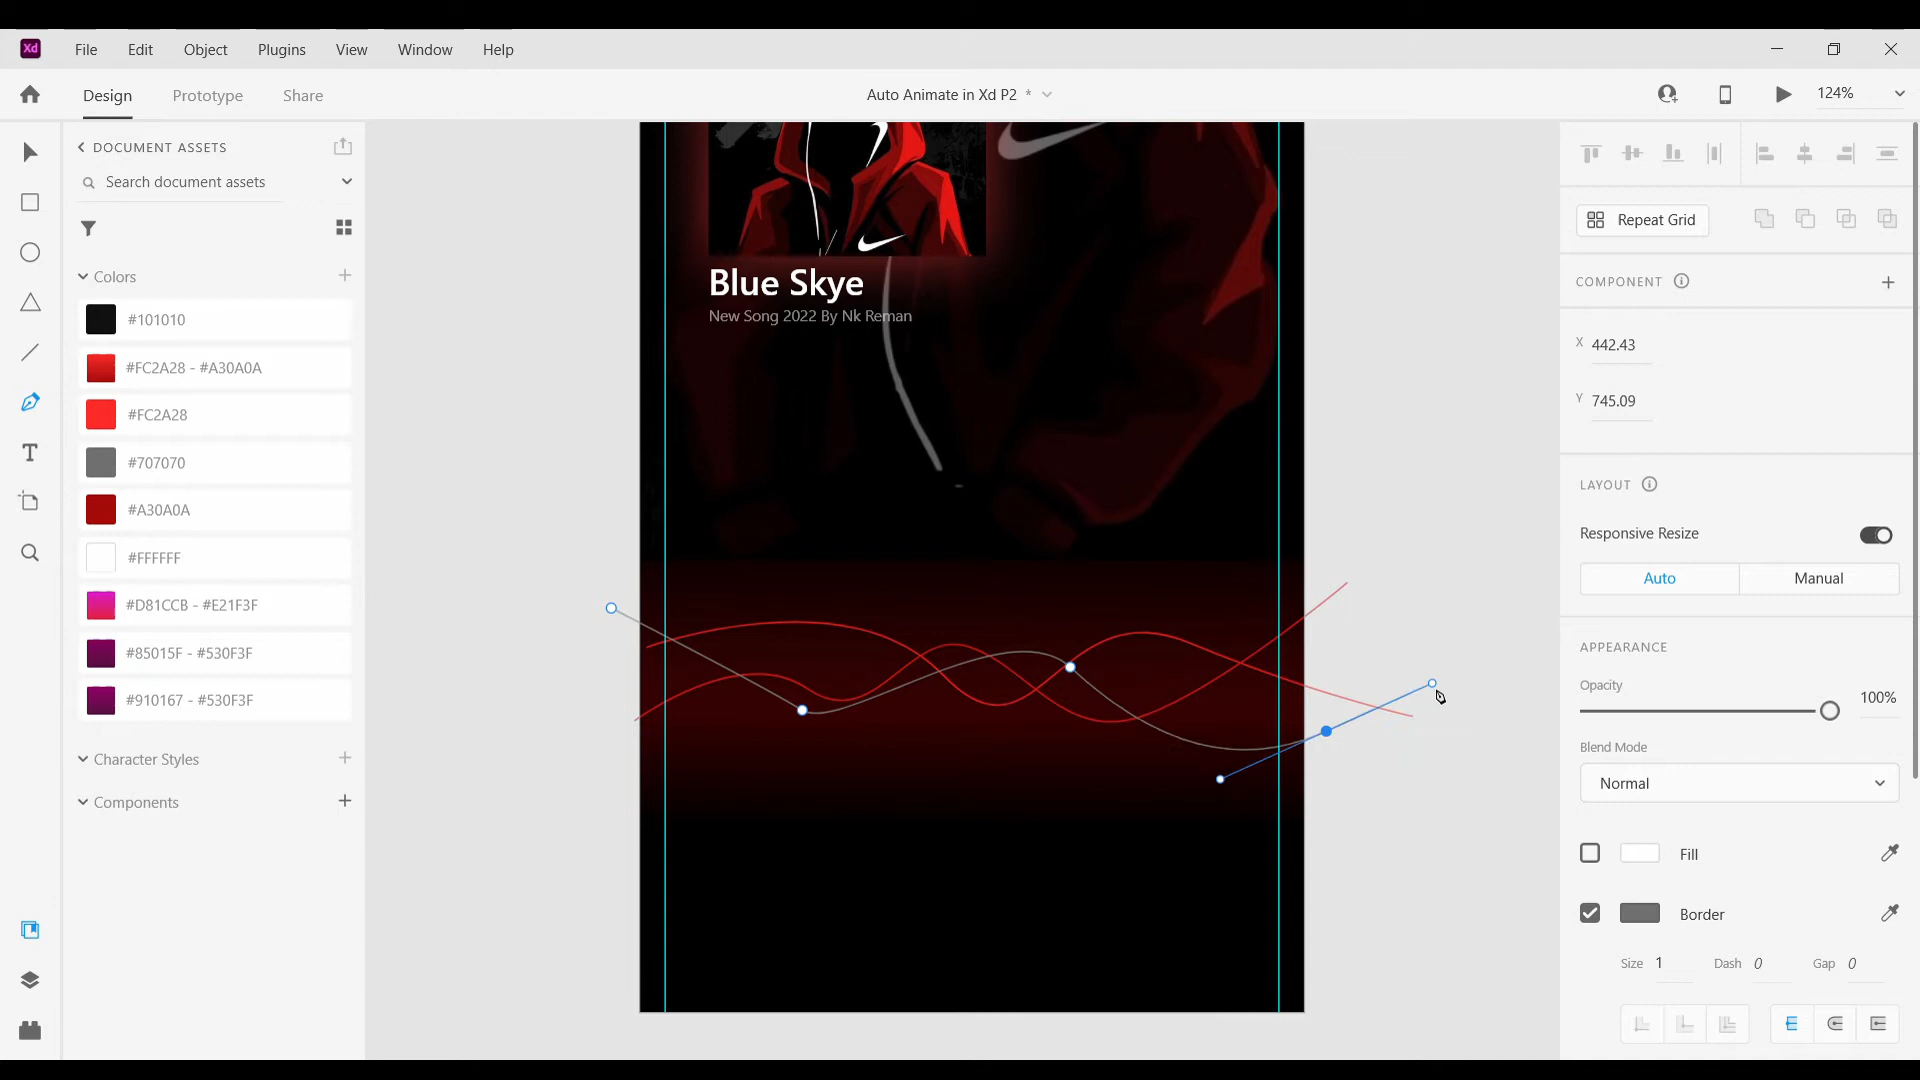 Xd File Edit Object Plugins View Window Help
Design Prototype Share Auto Animate in Xd P2 * 124%
DOCUMENT ASSETS
Search document assets
Colors
#101010
#FC2A28 - #A30A0A
#FC2A28
#707070
#A30A0A
#FFFFFF
#D81CCB - #E21F3F
#85015F - #530F3F
#910167 - #530F3F
Character Styles
Components
Blue Skye
New Song 2022 By Nk Reman
Repeat Grid
COMPONENT
X 442.43
Y 745.09
LAYOUT
Responsive Resize
Auto Manual
APPEARANCE
Opacity
100%
Blend Mode
Normal
Fill
Border
Size 1 Dash 0 Gap 0